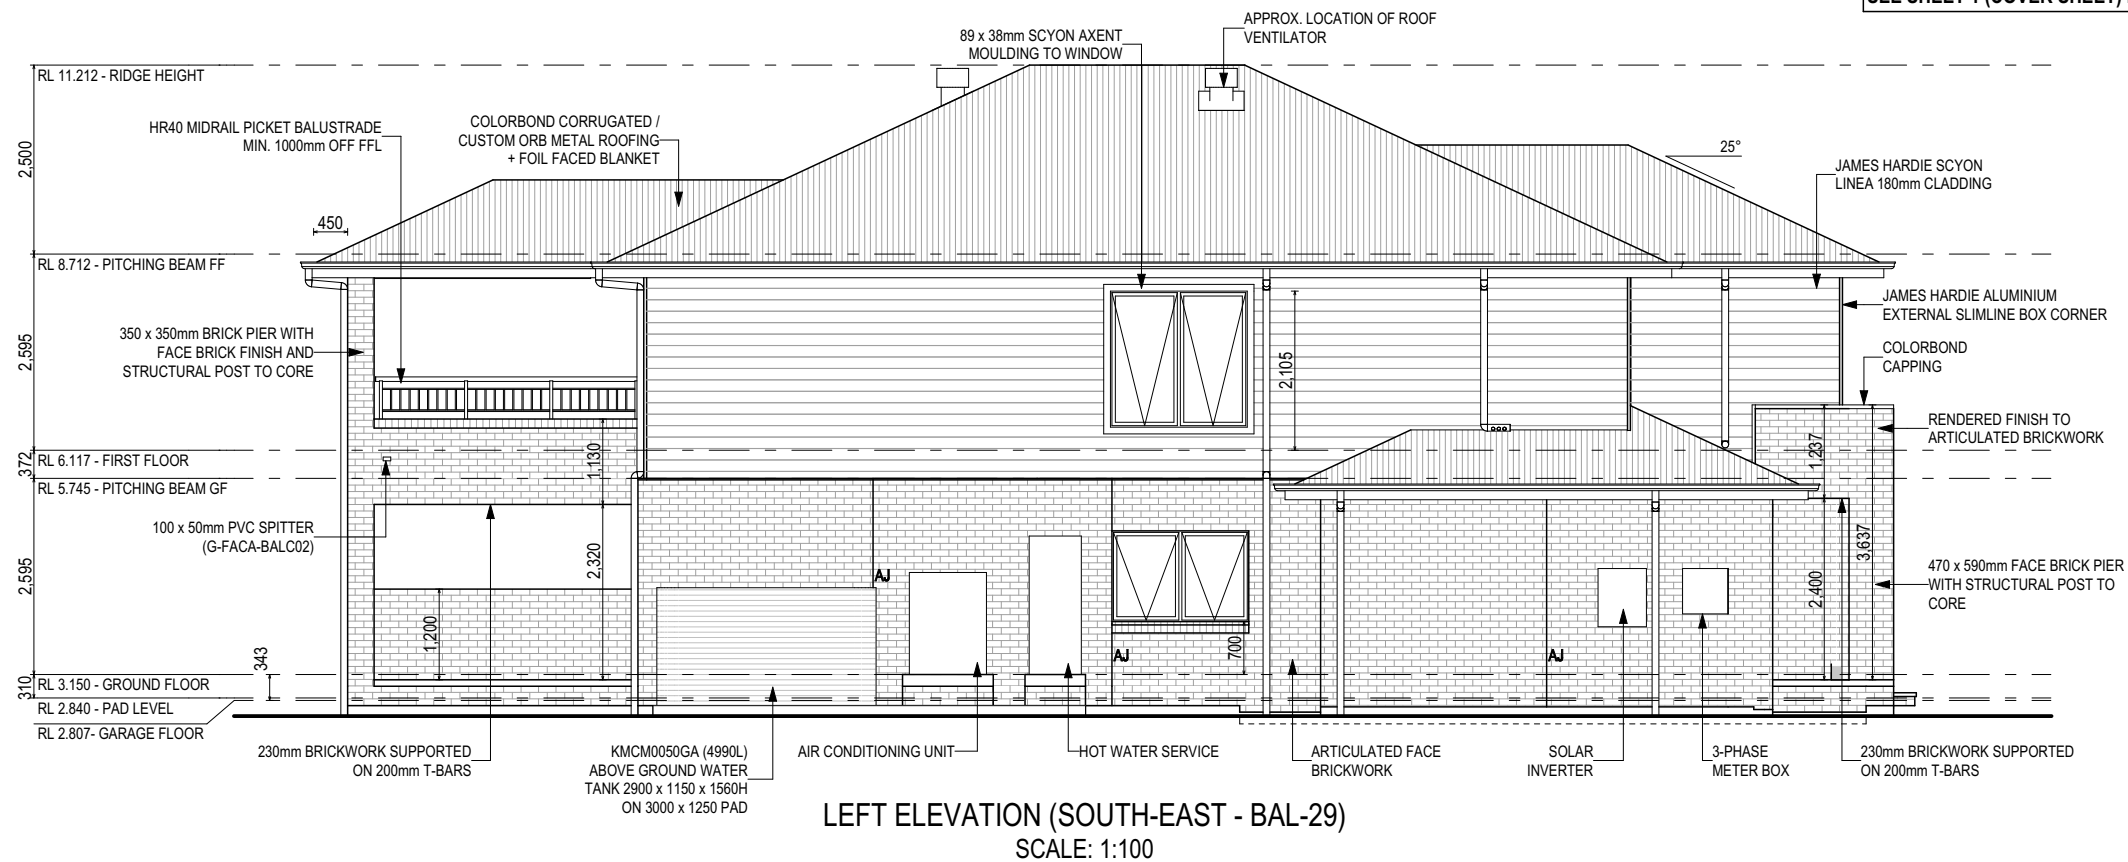 APPROX. LOCATION OF ROOF
VENTILATOR
89 x 38mm SCYON AXENT
MOULDING TO WINDOW
RL 11.212 - RIDGE HEIGHT
HR40 MIDRAIL PICKET BALUSTRADE
MIN. 1000mm OFF FFL
COLORBOND CORRUGATED /
CUSTOM ORB METAL ROOFING
+ FOIL FACED BLANKET
2,500
25°
JAMES HARDIE SCYON
LINEA 180mm CLADDING
450
RL 8.712 - PITCHING BEAM FF
JAMES HARDIE ALUMINIUM
EXTERNAL SLIMLINE BOX CORNER
350 x 350mm BRICK PIER WITH
FACE BRICK FINISH AND
STRUCTURAL POST TO CORE
2,595
2,105
COLORBOND
CAPPING
RENDERED FINISH TO
ARTICULATED BRICKWORK
1,237
1,130
372
RL 6.117 - FIRST FLOOR
RL 5.745 - PITCHING BEAM GF
100 x 50mm PVC SPITTER
(G-FACA-BALC02)
2,595
2,320
1,200
AJ
AJ
AJ
700
3,637
2,400
470 x 590mm FACE BRICK PIER
WITH STRUCTURAL POST TO
CORE
343
310
RL 3.150 - GROUND FLOOR
RL 2.840 - PAD LEVEL
RL 2.807- GARAGE FLOOR
230mm BRICKWORK SUPPORTED
ON 200mm T-BARS
KMCM0050GA (4990L)
ABOVE GROUND WATER
TANK 2900 x 1150 x 1560H
ON 3000 x 1250 PAD
AIR CONDITIONING UNIT
HOT WATER SERVICE
ARTICULATED FACE
BRICKWORK
SOLAR
INVERTER
3-PHASE
METER BOX
230mm BRICKWORK SUPPORTED
ON 200mm T-BARS
LEFT ELEVATION (SOUTH-EAST - BAL-29)
SCALE: 1:100